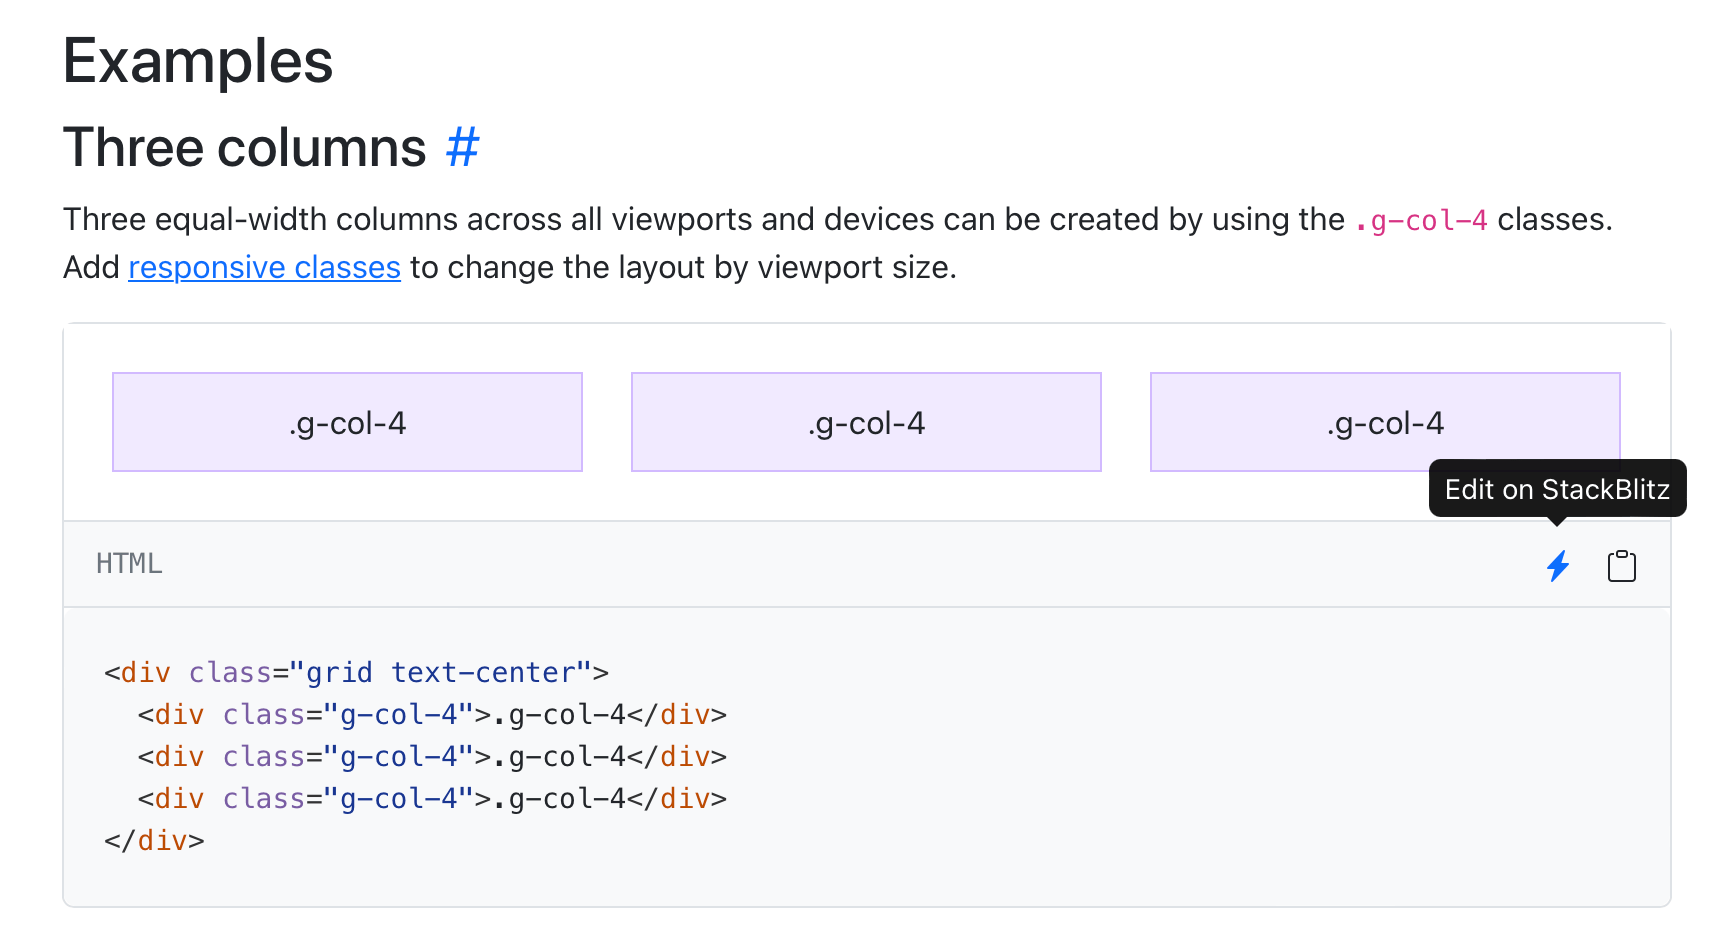 Examples
Three columns #
Three equal-width columns across all viewports and devices can be created by using the .g-col-4 classes.
Add responsive classes to change the layout by viewport size.
.g-col-4 .g-col-4 .g-col-4
Edit on StackBlitz
HTML
<div class="grid text-center">
  <div class="g-col-4">.g-col-4</div>
  <div class="g-col-4">.g-col-4</div>
  <div class="g-col-4">.g-col-4</div>
</div>